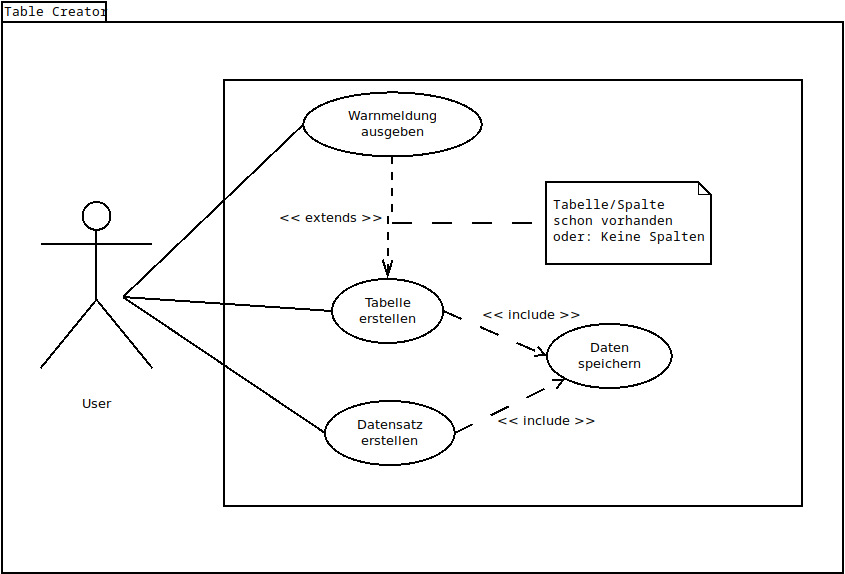 Table Creator
Warnmeldung
ausgeben
<< extends >>
Tabelle/Spalte
schon vorhanden
oder: Keine Spalten
Tabelle
erstellen
<< include >>
Daten
speichern
User
Datensatz
erstellen
<< include >>